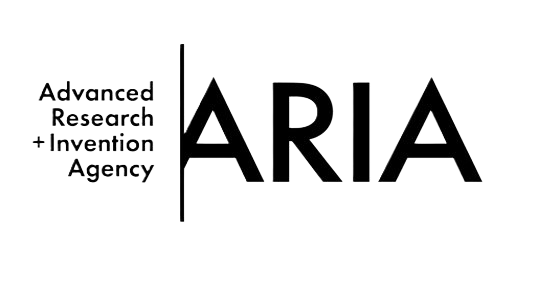 Advanced
Research
+Invention
Agency
ARIA